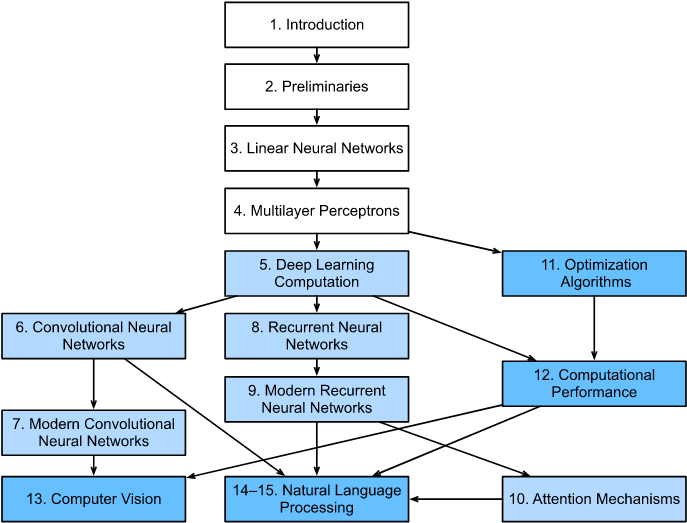 1. Introduction
2. Preliminaries
3. Linear Neural Networks
4. Multilayer Perceptrons
5. Deep Learning
Computation
11. Optimization
Algorithms
6. Convolutional Neural
Networks
8. Recurrent Neural
Networks
12. Computational
Performance
9. Modern Recurrent
Neural Networks
7. Modern Convolutional
Neural Networks
13. Computer Vision
14–15. Natural Language
Processing
10. Attention Mechanisms